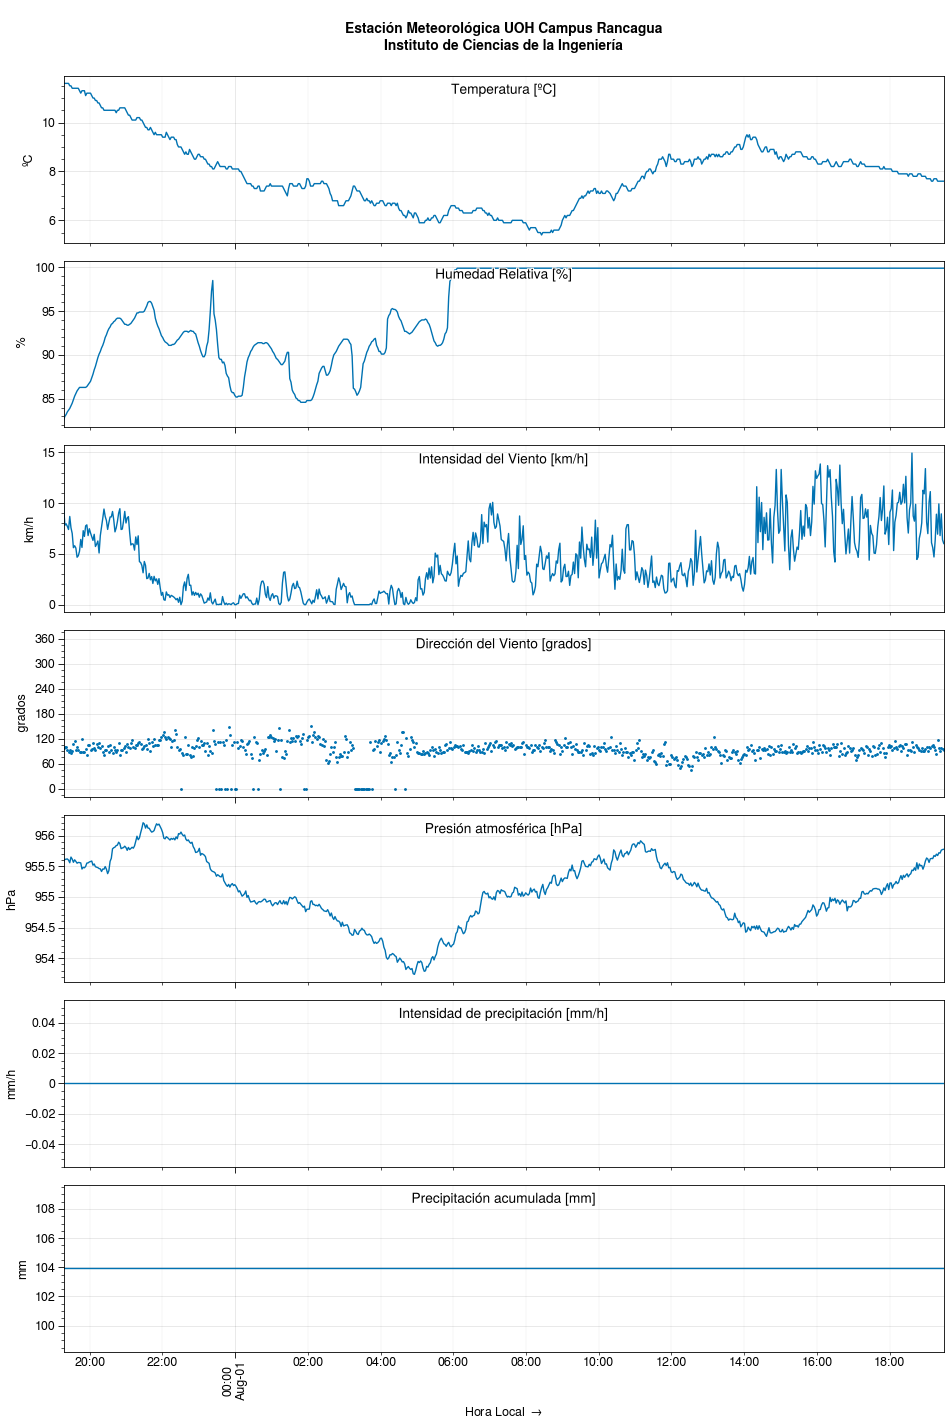 Estación Meteorológica UOH Campus Rancagua
Instituto de Ciencias de la Ingeniería
Temperatura [ºC]
ºC
10
8
6
Humedad Relativa [%]
%
100
95
90
85
Intensidad del Viento [km/h]
km/h
15
10
5
0
Dirección del Viento [grados]
grados
360
300
240
180
120
60
0
Presión atmosférica [hPa]
hPa
956
955.5
955
954.5
954
Intensidad de precipitación [mm/h]
mm/h
0.04
0.02
0
−0.02
−0.04
Precipitación acumulada [mm]
mm
108
106
104
102
100
20:00 22:00 00:00 02:00 04:00 06:00 08:00 10:00 12:00 14:00 16:00 18:00
Aug-01
Hora Local →